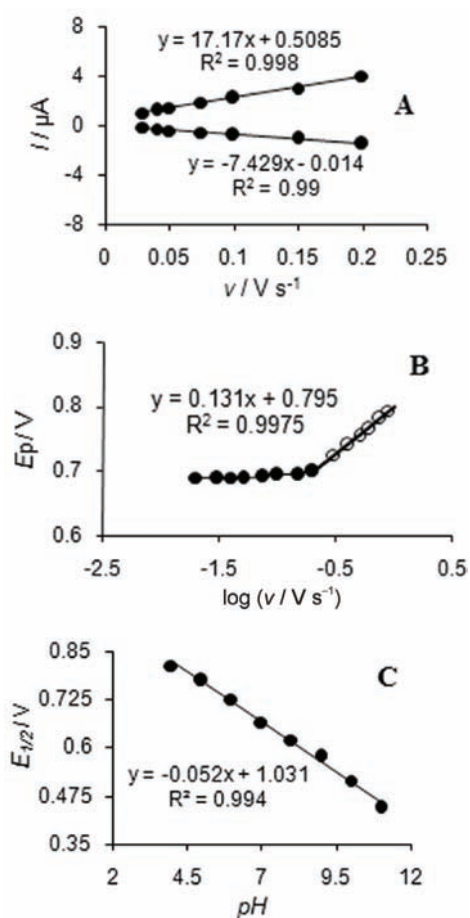 y = 17.17x + 0.5085
R² = 0.998
8
4
0
-4
-8
I / µA
A
y = -7.429x - 0.014
R² = 0.99
0 0.05 0.1 0.15 0.2 0.25
v / V s⁻¹
0.9
0.8
0.7
0.6
Ep / V
B
y = 0.131x + 0.795
R² = 0.9975
-2.5 -1.5 -0.5 0.5
log (v / V s⁻¹)
0.85
0.725
0.6
0.475
0.35
E1/2 / V
C
y = -0.052x + 1.031
R² = 0.994
2 4.5 7 9.5 12
pH